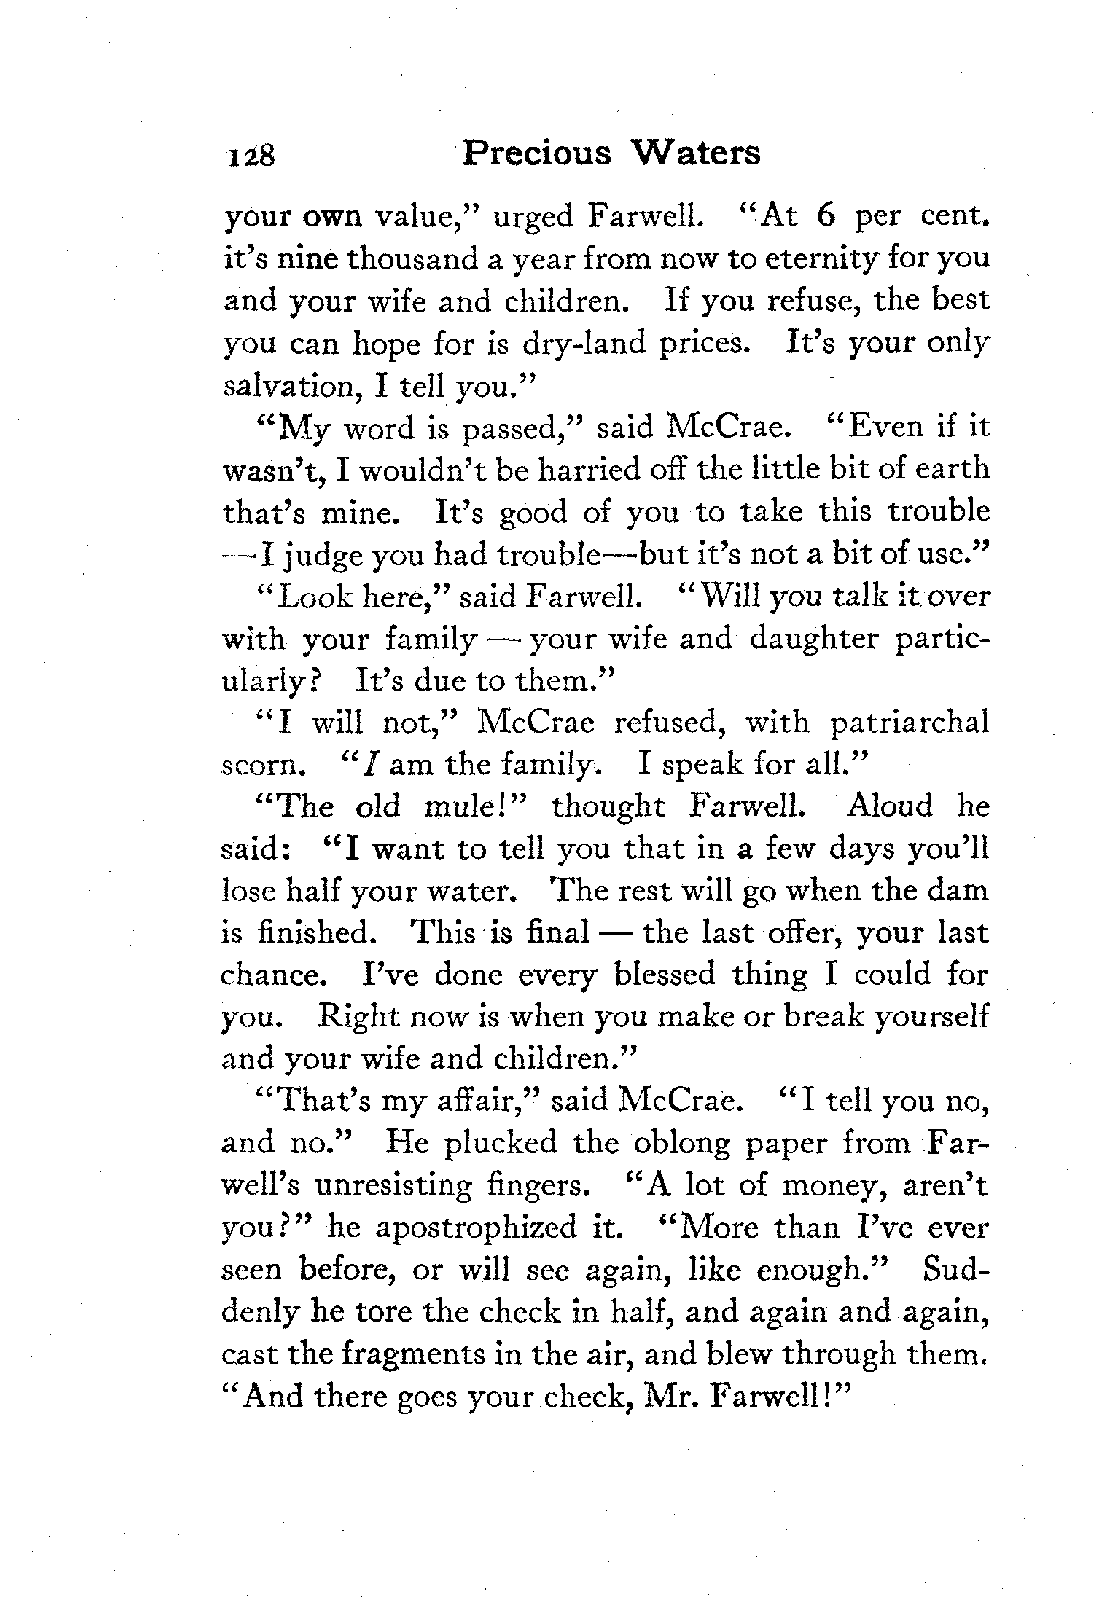 128 Precious Waters
your own value,” urged Farwell. “At 6 per cent.
it’s nine thousand a year from now to eternity for you
and your wife and children. If you refuse, the best
you can hope for is dry-land prices. It’s your only
salvation, I tell you.”
“My word is passed,” said McCrae. “Even if it
wasn’t, I wouldn’t be harried off the little bit of earth
that’s mine. It’s good of you to take this trouble
—I judge you had trouble—but it’s not a bit of use.”
“Look here,” said Farwell. “Will you talk it over
with your family — your wife and daughter partic-
ularly? It’s due to them.”
“I will not,” McCrae refused, with patriarchal
scorn. “I am the family. I speak for all.”
“The old mule!” thought Farwell. Aloud he
said: “I want to tell you that in a few days you’ll
lose half your water. The rest will go when the dam
is finished. This is final — the last offer, your last
chance. I’ve done every blessed thing I could for
you. Right now is when you make or break yourself
and your wife and children.”
“That’s my affair,” said McCrae. “I tell you no,
and no.” He plucked the oblong paper from Far-
well’s unresisting fingers. “A lot of money, aren’t
you?” he apostrophized it. “More than I’ve ever
seen before, or will see again, like enough.” Sud-
denly he tore the check in half, and again and again,
cast the fragments in the air, and blew through them.
“And there goes your check, Mr. Farwell!”